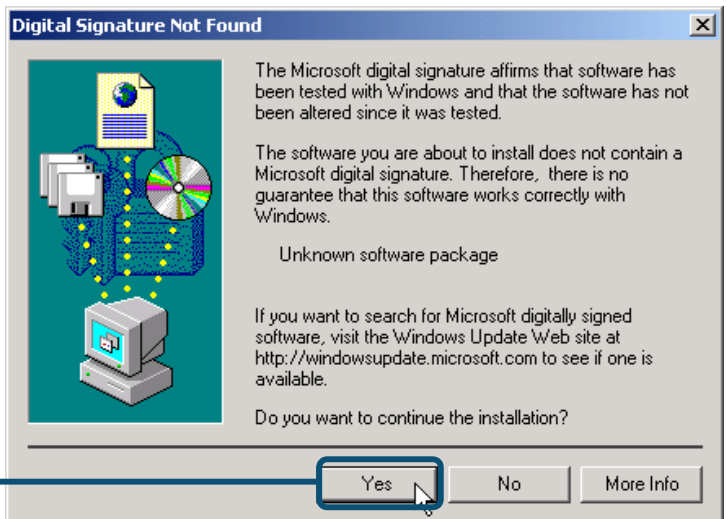 Digital Signature Not Found
The Microsoft digital signature affirms that software has
been tested with Windows and that the software has not
been altered since it was tested.
The software you are about to install does not contain a
Microsoft digital signature. Therefore,  there is no
guarantee that this software works correctly with
Windows.
Unknown software package
If you want to search for Microsoft digitally signed
software, visit the Windows Update Web site at
http://windowsupdate.microsoft.com to see if one is
available.
Do you want to continue the installation?
Yes No More Info